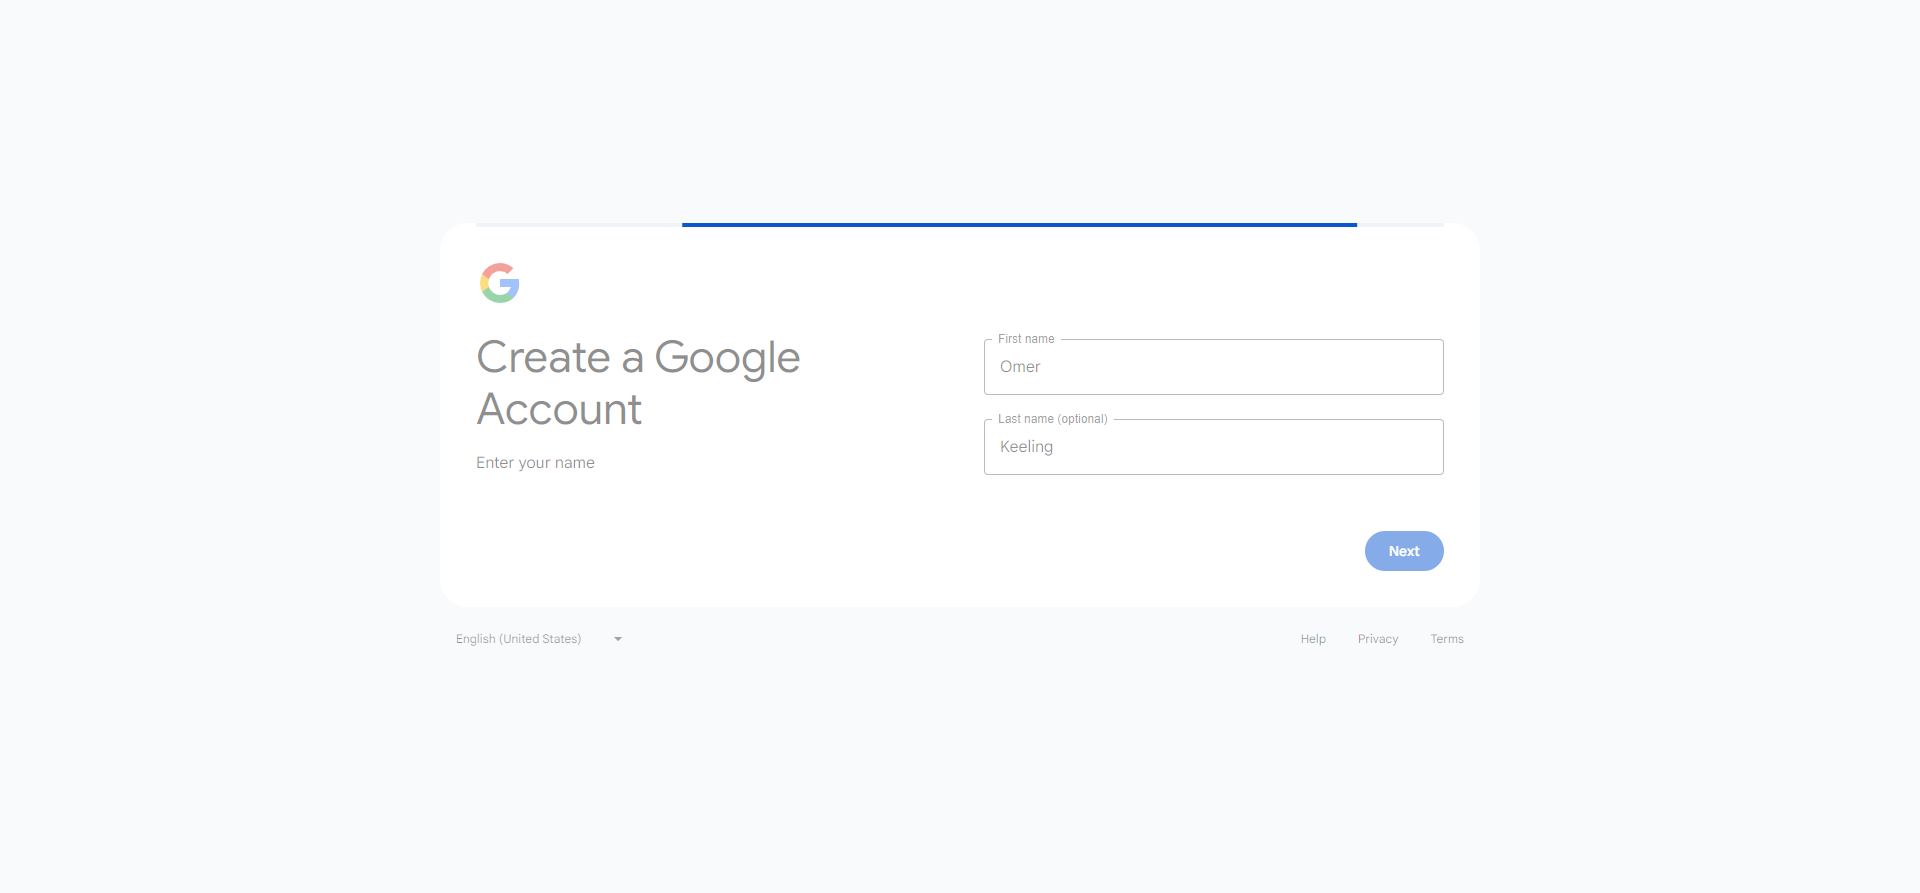 Create a Google
Account
Enter your name
First name
Omer
Last name (optional)
Keeling
Next
English (United States)
Help
Privacy
Terms